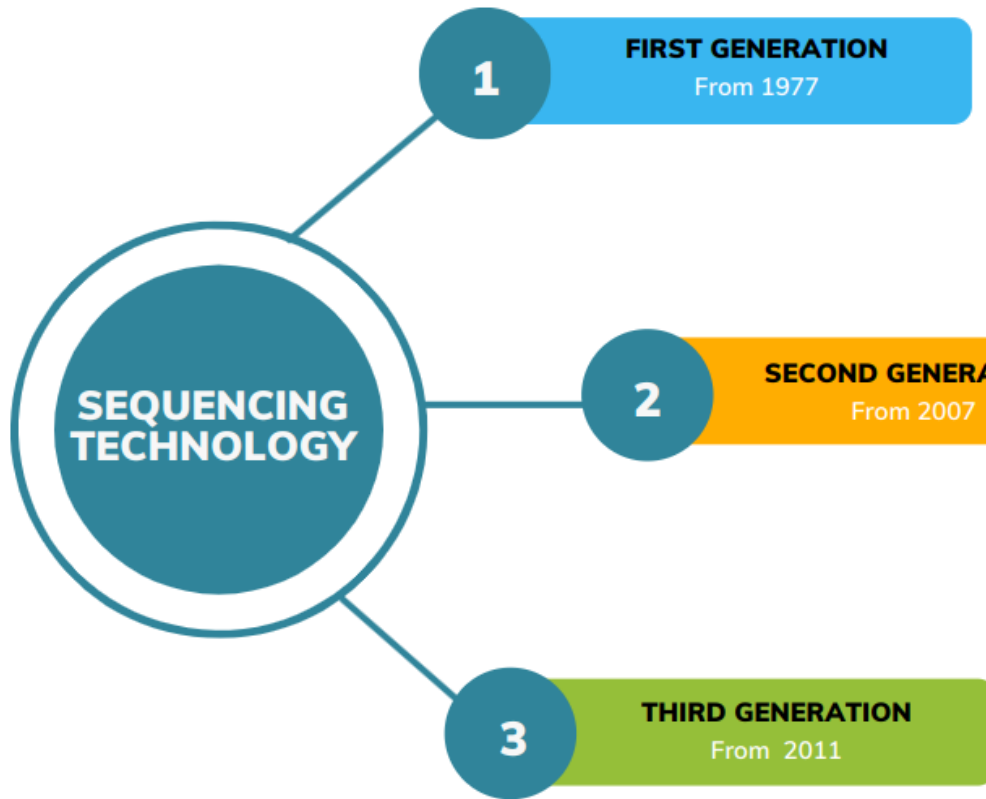 1
FIRST GENERATION
From 1977
SEQUENCING
TECHNOLOGY
2
SECOND GENERA
From 2007
3
THIRD GENERATION
From 2011